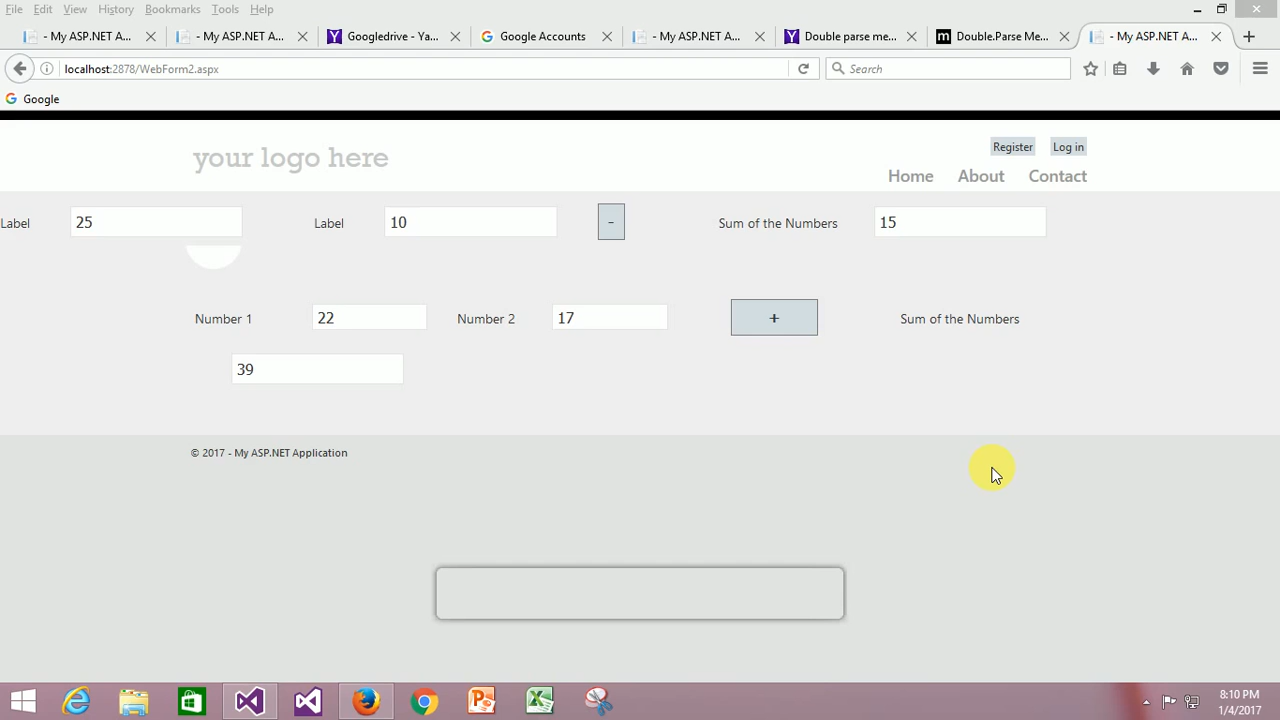 File Edit View History Bookmarks Tools Help
- My ASP.NET A... - My ASP.NET A... Googledrive - Ya... Google Accounts - My ASP.NET A... Double parse me... Double.Parse Me... - My ASP.NET A...
localhost:2878/WebForm2.aspx Search
Google
Register Log in
your logo here
Home About Contact
Label 25 Label 10 - Sum of the Numbers 15
Number 1 22 Number 2 17 + Sum of the Numbers
39
© 2017 - My ASP.NET Application
8:10 PM
1/4/2017